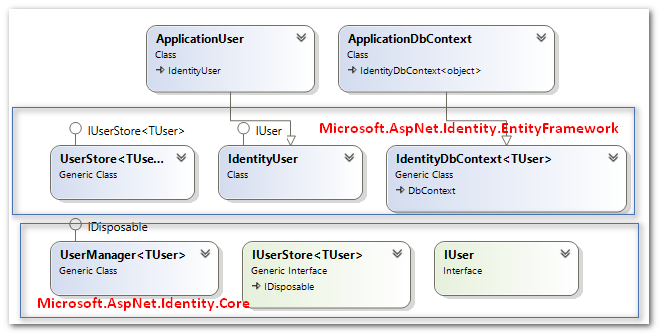 ApplicationUser
Class
IdentityUser
ApplicationDbContext
Class
IdentityDbContext<object>
IUserStore<TUser>
IUser
Microsoft.AspNet.Identity.EntityFramework
UserStore<TUse...
Generic Class
IdentityUser
Class
IdentityDbContext<TUser>
Generic Class
DbContext
IDisposable
UserManager<TUser>
Generic Class
IUserStore<TUser>
Generic Interface
IDisposable
IUser
Interface
Microsoft.AspNet.Identity.Core